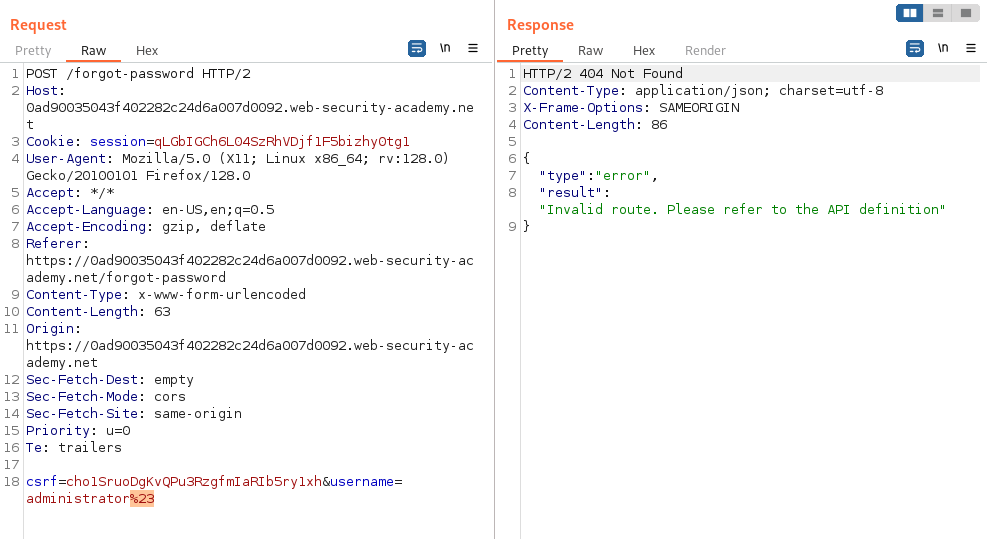 Request
Pretty Raw Hex
\n
1 POST /forgot-password HTTP/2
2 Host:
0ad90035043f402282c24d6a007d0092.web-security-academy.ne
t
3 Cookie: session=qLGbIGCh6L04SzRhVDjf1F5bizhyOtg1
4 User-Agent: Mozilla/5.0 (X11; Linux x86_64; rv:128.0)
Gecko/20100101 Firefox/128.0
5 Accept: */*
6 Accept-Language: en-US,en;q=0.5
7 Accept-Encoding: gzip, deflate
8 Referer:
https://0ad90035043f402282c24d6a007d0092.web-security-ac
ademy.net/forgot-password
9 Content-Type: x-www-form-urlencoded
10 Content-Length: 63
11 Origin:
https://0ad90035043f402282c24d6a007d0092.web-security-ac
ademy.net
12 Sec-Fetch-Dest: empty
13 Sec-Fetch-Mode: cors
14 Sec-Fetch-Site: same-origin
15 Priority: u=0
16 Te: trailers
17
18 csrf=cho1SruoDgKvQPu3RzgfmIaRIb5ry1xh&username=
administrator%23
Response
Pretty Raw Hex Render
\n
1 HTTP/2 404 Not Found
2 Content-Type: application/json; charset=utf-8
3 X-Frame-Options: SAMEORIGIN
4 Content-Length: 86
5
6 {
7 "type":"error",
8 "result":
"Invalid route. Please refer to the API definition"
9 }